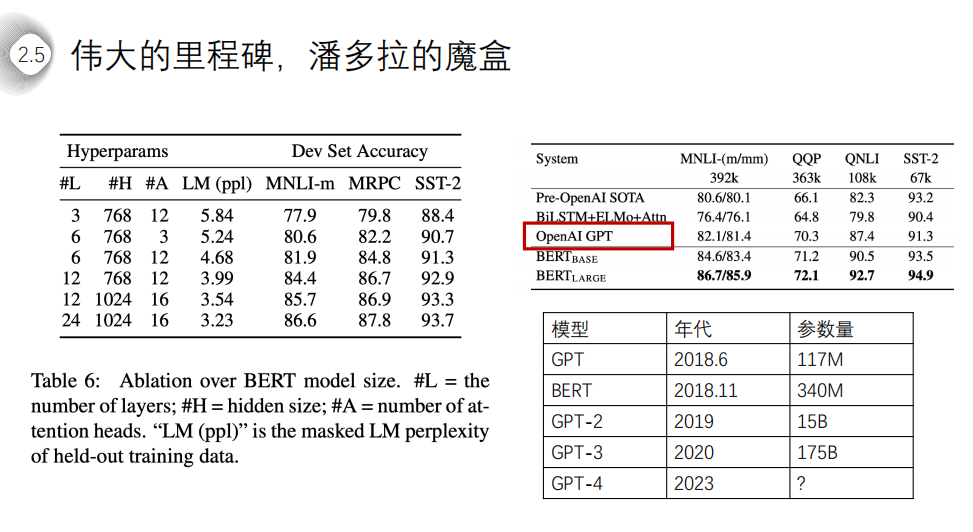 2.5
伟大的里程碑，潘多拉的魔盒
Hyperparams Dev Set Accuracy
#L #H #A LM (ppl) MNLI-m MRPC SST-2
3 768 12 5.84 77.9 79.8 88.4
6 768 3 5.24 80.6 82.2 90.7
6 768 12 4.68 81.9 84.8 91.3
12 768 12 3.99 84.4 86.7 92.9
12 1024 16 3.54 85.7 86.9 93.3
24 1024 16 3.23 86.6 87.8 93.7
Table 6: Ablation over BERT model size. #L = the
number of layers; #H = hidden size; #A = number of at-
tention heads. “LM (ppl)” is the masked LM perplexity
of held-out training data.
System MNLI-(m/mm) QQP QNLI SST-2
392k 363k 108k 67k
Pre-OpenAI SOTA 80.6/80.1 66.1 82.3 93.2
BiLSTM+ELMo+Attn 76.4/76.1 64.8 79.8 90.4
OpenAI GPT 82.1/81.4 70.3 87.4 91.3
BERTBASE 84.6/83.4 71.2 90.5 93.5
BERTLARGE 86.7/85.9 72.1 92.7 94.9
模型 年代 参数量
GPT 2018.6 117M
BERT 2018.11 340M
GPT-2 2019 15B
GPT-3 2020 175B
GPT-4 2023 ?